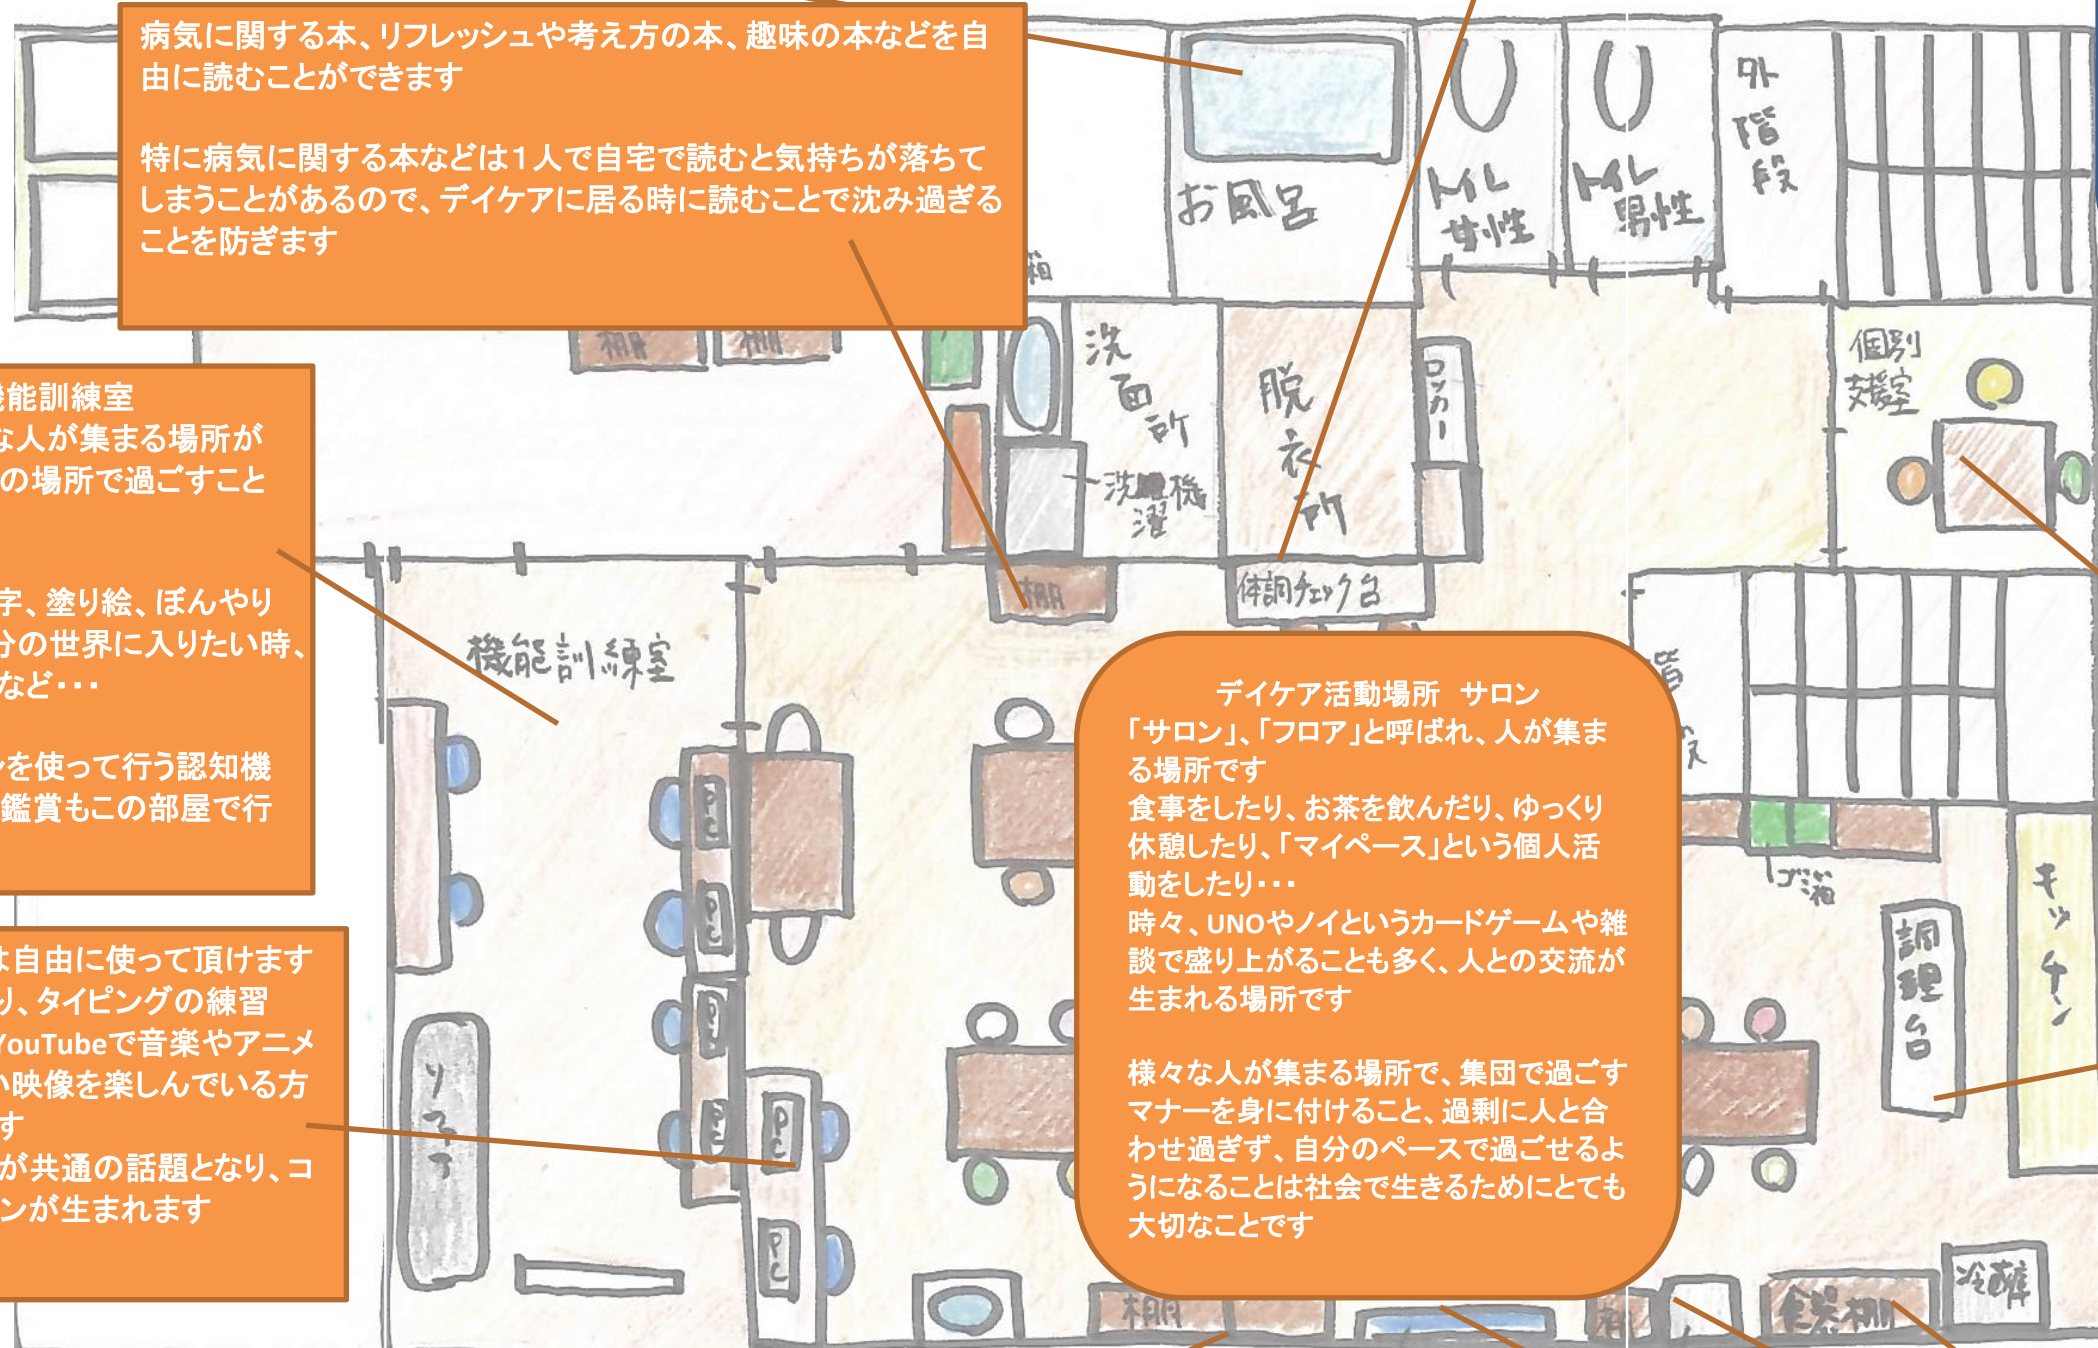 病気に関する本、リフレッシュや考え方の本、趣味の本などを自
由に読むことができます
特に病気に関する本などは１人で自宅で読むと気持ちが落ちて
しまうことがあるので、デイケアに居る時に読むことで沈み過ぎる
ことを防ぎます
お風呂
トイレ
女性
トイレ
男性
外
階
段
箱
棚
棚
洗
面
所
洗濯機
脱
衣
所
ロッカー
個別
支援室
能訓練室
な人が集まる場所が
の場所で過ごすこと
字、塗り絵、ぼんやり
分の世界に入りたい時、
など・・・
ンを使って行う認知機
鑑賞もこの部屋で行
棚
体調チェック台
機能訓練室
PC
PC
PC
PC
デイケア活動場所　サロン
「サロン」、「フロア」と呼ばれ、人が集ま
る場所です
食事をしたり、お茶を飲んだり、ゆっくり
休憩したり、「マイペース」という個人活
動をしたり・・・
時々、UNOやノイというカードゲームや雑
談で盛り上がることも多く、人との交流が
生まれる場所です
様々な人が集まる場所で、集団で過ごす
マナーを身に付けること、過剰に人と合
わせ過ぎず、自分のペースで過ごせるよ
うになることは社会で生きるためにとても
大切なことです
ゴミ箱
キッチン
調理台
は自由に使って頂けます
り、タイピングの練習
YouTubeで音楽やアニメ
い映像を楽しんでいる方
す
が共通の話題となり、コ
ンが生まれます
ソファ
PC
PC
棚
食器棚
冷蔵庫